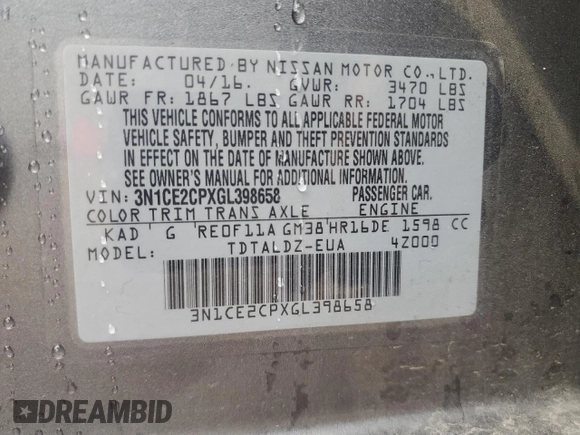 MANUFACTURED BY NISSAN MOTOR CO.,LTD.
DATE: 04/16. GVWR: 3470 LBS
GAWR FR: 1867 LBS GAWR RR: 1704 LBS
THIS VEHICLE CONFORMS TO ALL APPLICABLE FEDERAL MOTOR
VEHICLE SAFETY, BUMPER AND THEFT PREVENTION STANDARDS
IN EFFECT ON THE DATE OF MANUFACTURE SHOWN ABOVE.
SEE OWNER'S MANUAL FOR ADDITIONAL INFORMATION.
VIN: 3N1CE2CPXGL398658 PASSENGER CAR.
COLOR TRIM TRANS AXLE ENGINE
KAD G RE0F11A GM38 HR16DE 1598 CC
MODEL: TDTALDZ-EUA 4Z000
3N1CE2CPXGL398658
DREAMBID